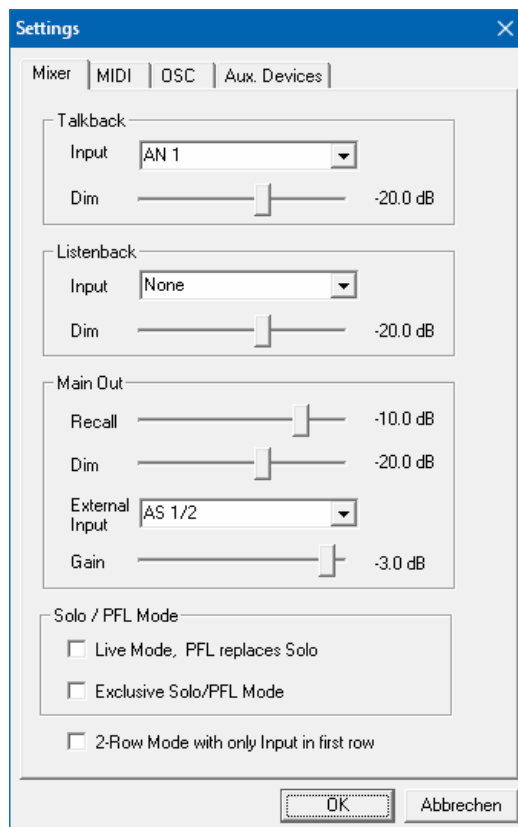 Settings
Mixer MIDI OSC Aux. Devices
Talkback
Input AN 1
Dim -20.0 dB
Listenback
Input None
Dim -20.0 dB
Main Out
Recall -10.0 dB
Dim -20.0 dB
External
Input AS 1/2
Gain -3.0 dB
Solo / PFL Mode
Live Mode, PFL replaces Solo
Exclusive Solo/PFL Mode
2-Row Mode with only Input in first row
OK Abbrechen